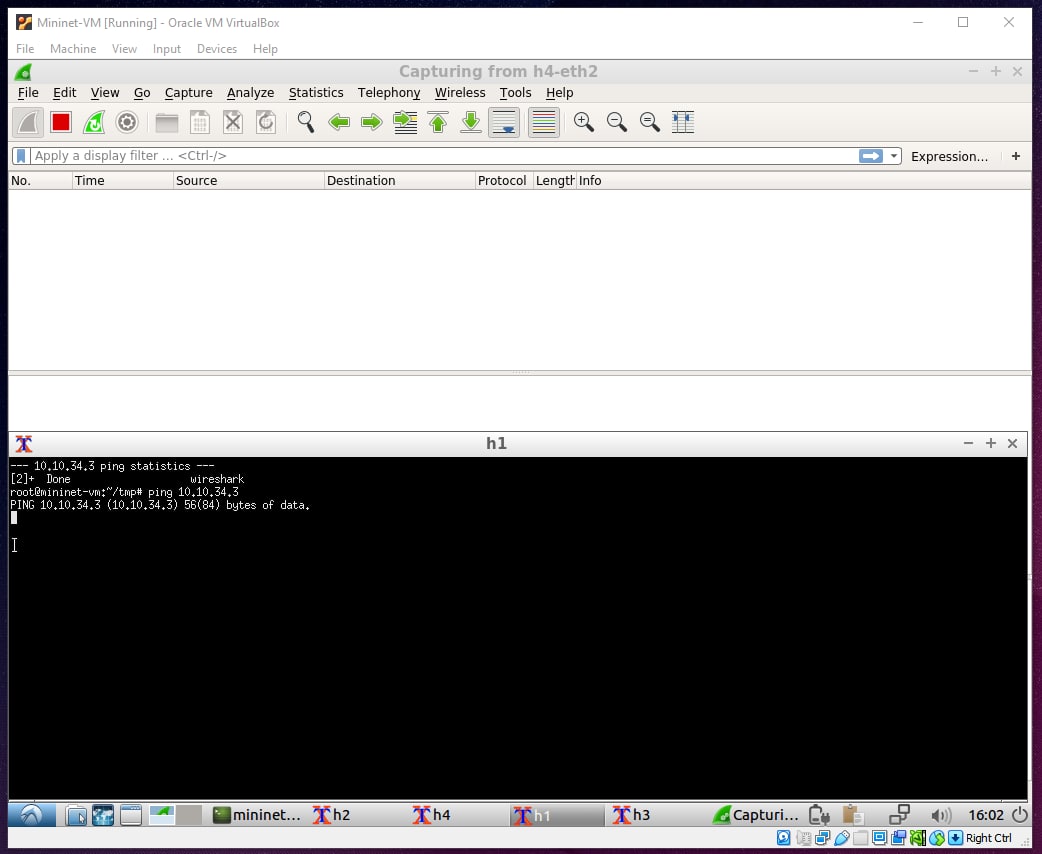 Mininet-VM [Running] - Oracle VM VirtualBox
File Machine View Input Devices Help
Capturing from h4-eth2
File Edit View Go Capture Analyze Statistics Telephony Wireless Tools Help
Apply a display filter ... <Ctrl-/> Expression... +
No. Time Source Destination Protocol Length Info
h1
--- 10.10.34.3 ping statistics ---
[2]+  Done                    wireshark
root@mininet-vm:~/tmp# ping 10.10.34.3
PING 10.10.34.3 (10.10.34.3) 56(84) bytes of data.
mininet... h2 h4 h1 h3 Capturi... 16:02
Right Ctrl